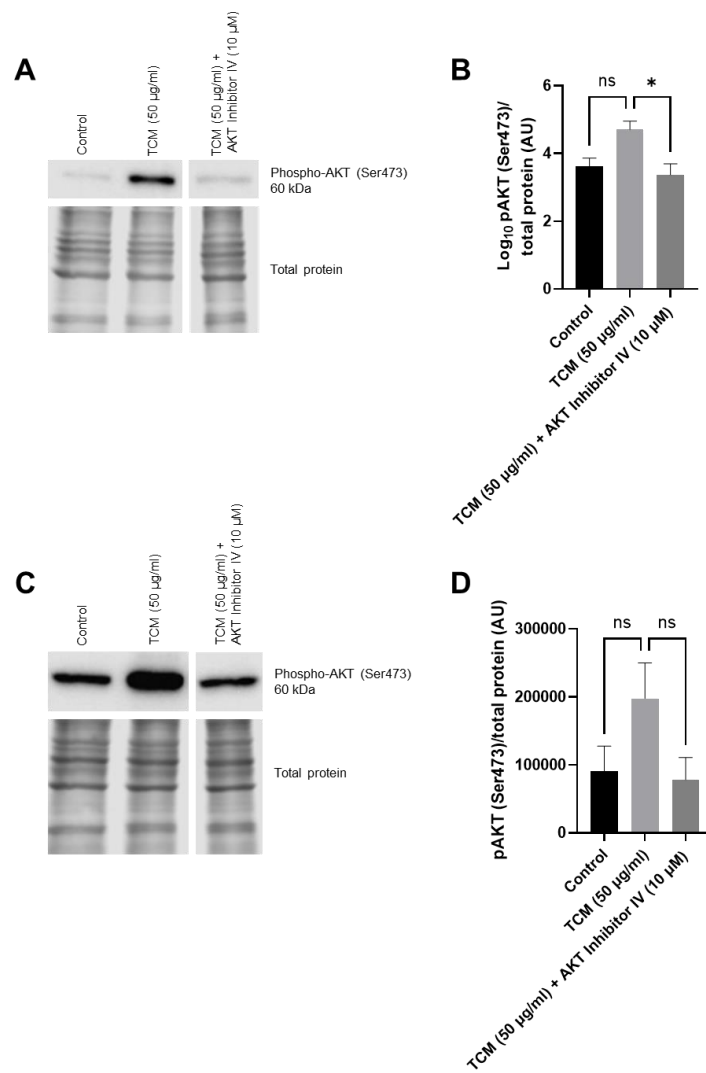 A
Control
TCM (50 µg/ml)
TCM (50 µg/ml) +
AKT Inhibitor IV (10 µM)
Phospho-AKT (Ser473)
60 kDa
Total protein
B
Log10 pAKT (Ser473)/
total protein (AU)
6
4
2
0
ns
*
Control
TCM (50 µg/ml)
TCM (50 µg/ml) + AKT Inhibitor IV (10 µM)
C
Control
TCM (50 µg/ml)
TCM (50 µg/ml) +
AKT Inhibitor IV (10 µM)
Phospho-AKT (Ser473)
60 kDa
Total protein
D
pAKT (Ser473)/total protein (AU)
300000
200000
100000
0
ns
ns
Control
TCM (50 µg/ml)
TCM (50 µg/ml) + AKT Inhibitor IV (10 µM)